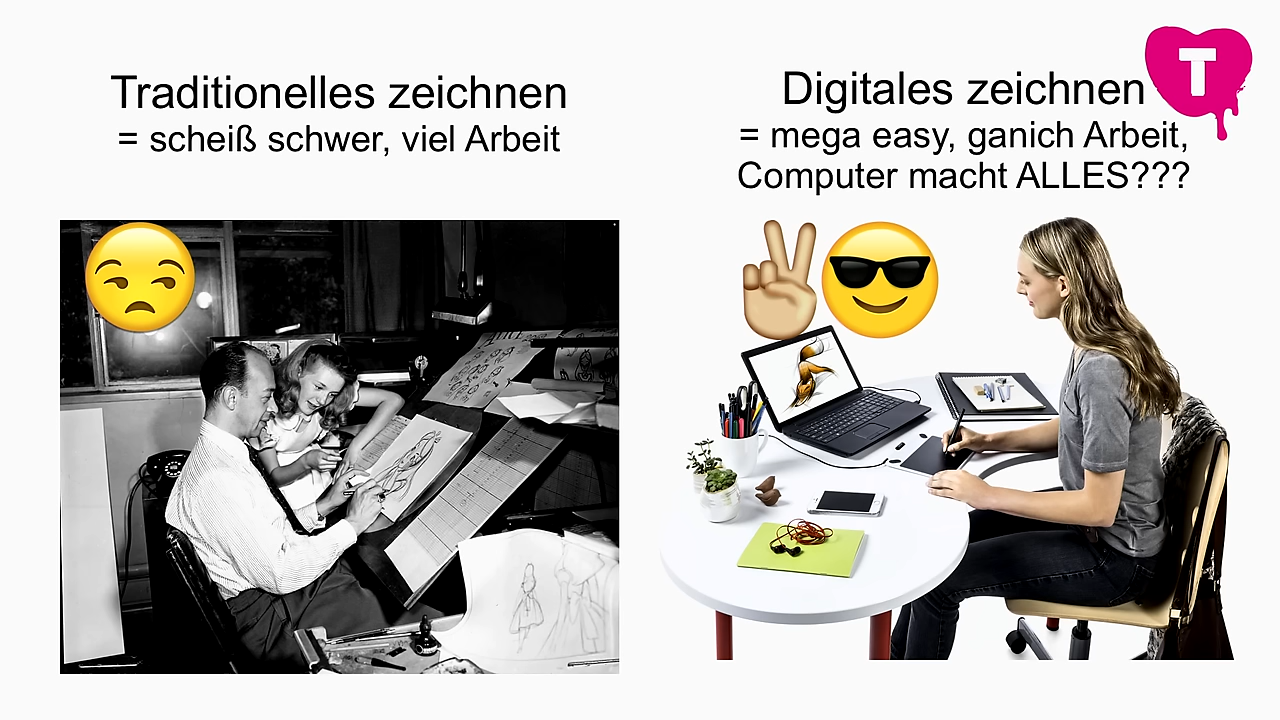 Traditionelles zeichnen
= scheiß schwer, viel Arbeit
Digitales zeichnen
= mega easy, ganich Arbeit,
Computer macht ALLES???
T